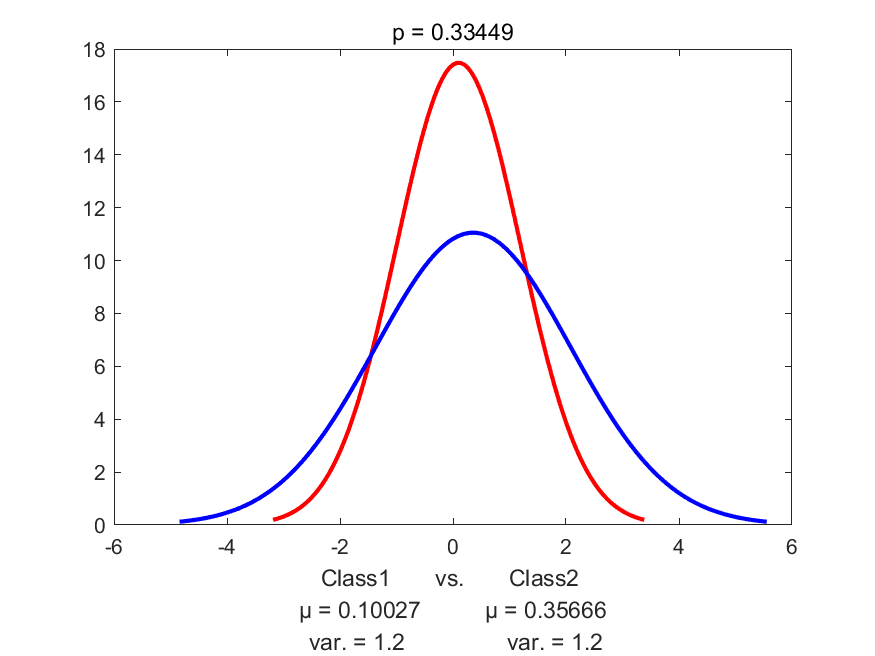 p = 0.33449
18
16
14
12
10
8
6
4
2
0
-6 -4 -2 0 2 4 6
Class1 vs. Class2
μ = 0.10027 μ = 0.35666
var. = 1.2 var. = 1.2